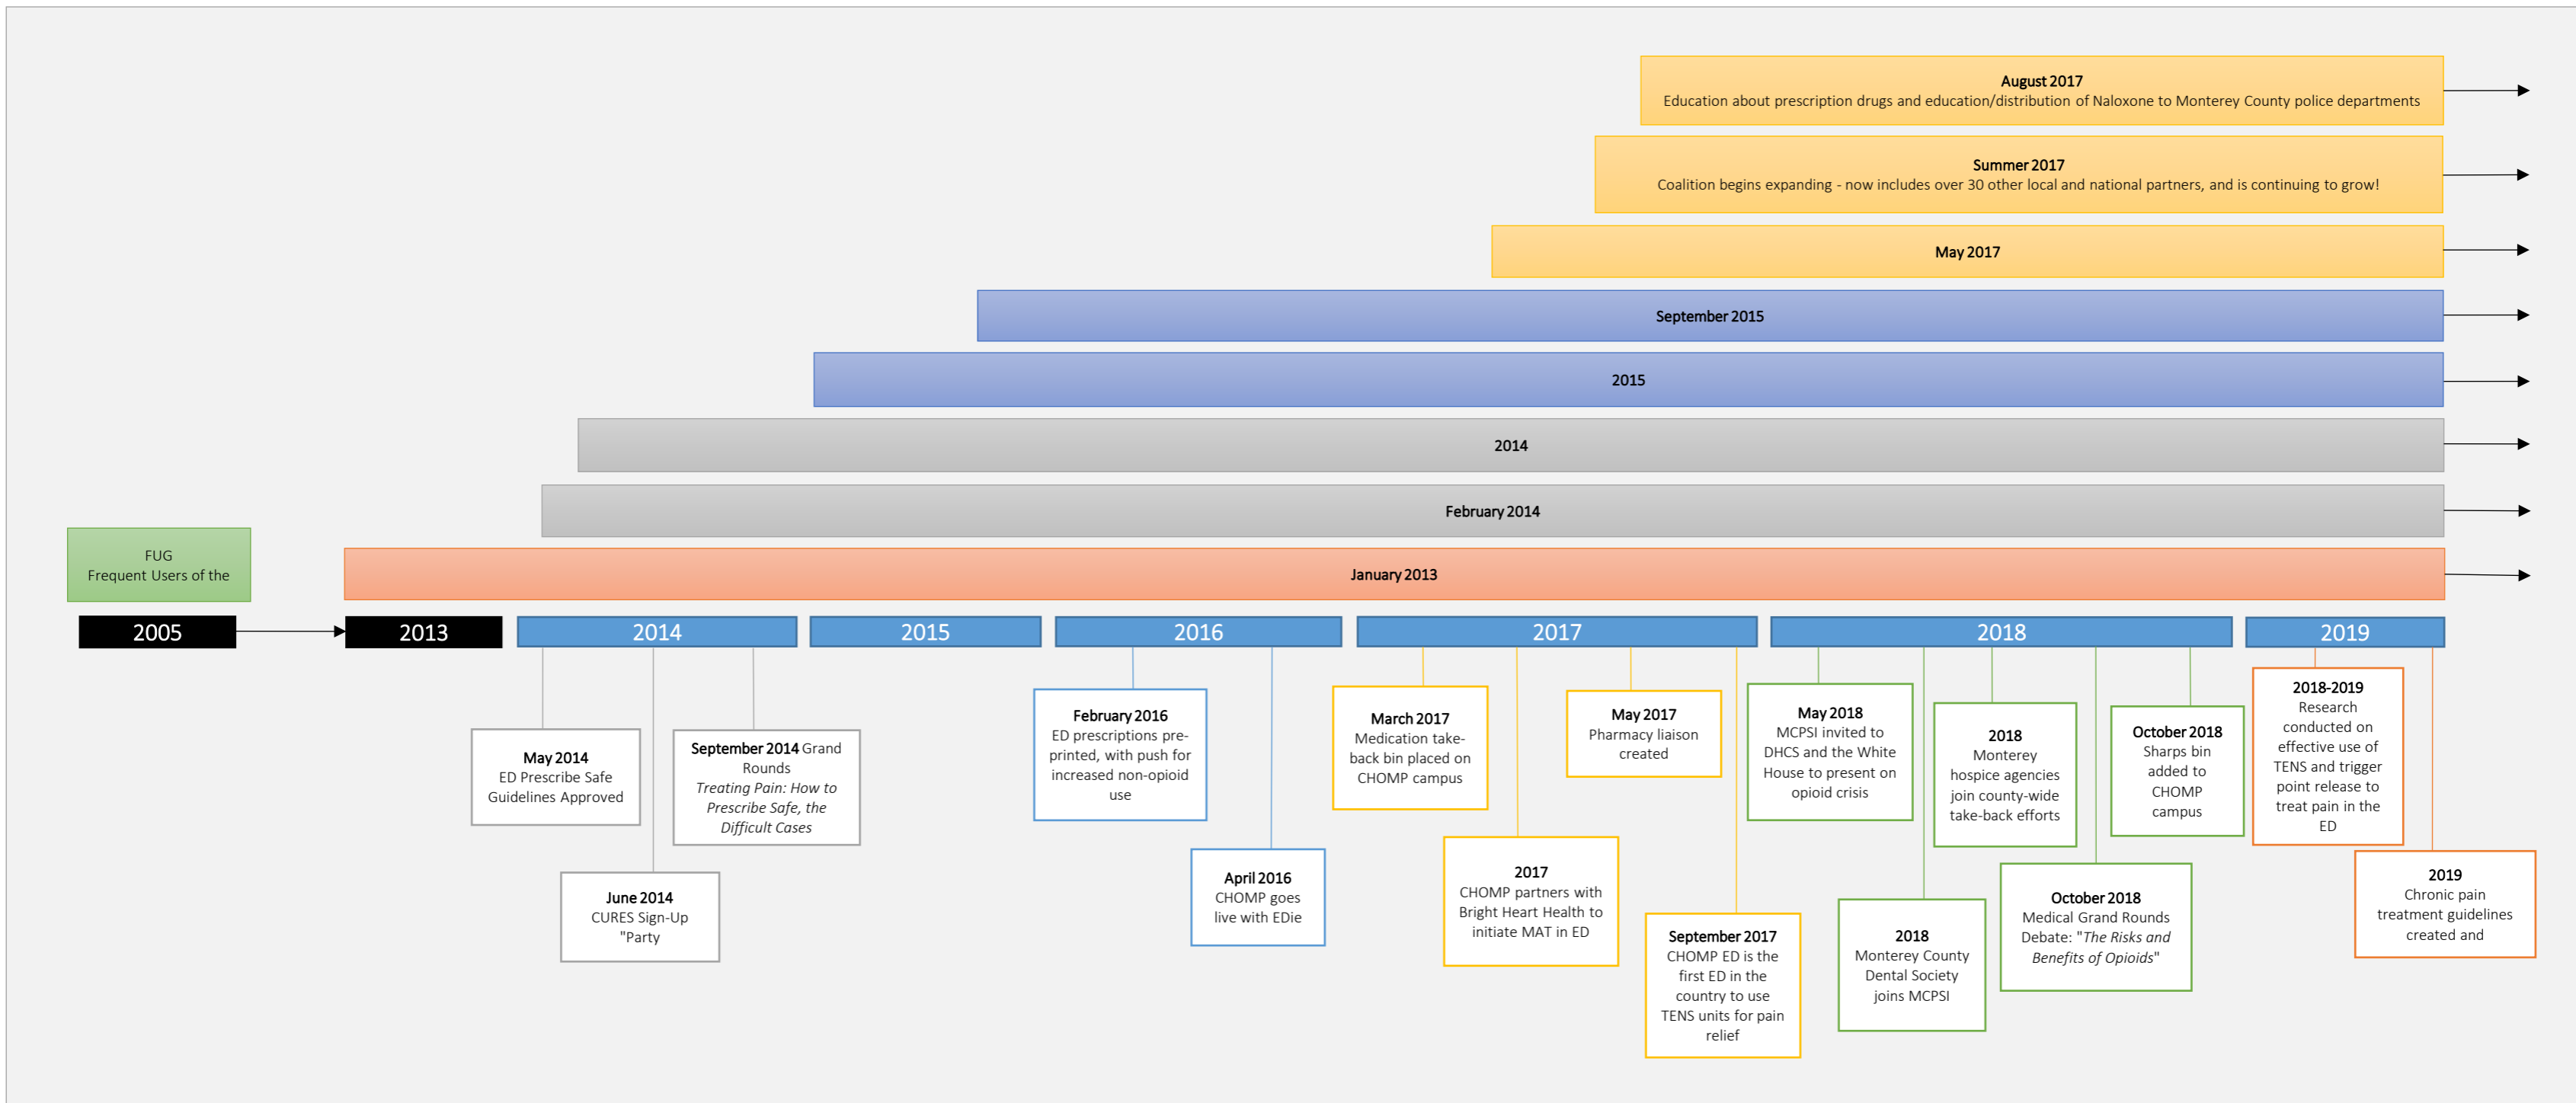 August 2017
Education about prescription drugs and education/distribution of Naloxone to Monterey County police departments
Summer 2017
Coalition begins expanding - now includes over 30 other local and national partners, and is continuing to grow!
May 2017
September 2015
2015
2014
February 2014
FUG
Frequent Users of the
January 2013
2005
2013
2014
2015
2016
2017
2018
2019
May 2014
ED Prescribe Safe
Guidelines Approved
June 2014
CURES Sign-Up
"Party
September 2014 Grand
Rounds
Treating Pain: How to
Prescribe Safe, the
Difficult Cases
February 2016
ED prescriptions pre-
printed, with push for
increased non-opioid
use
April 2016
CHOMP goes
live with EDie
March 2017
Medication take-
back bin placed on
CHOMP campus
2017
CHOMP partners with
Bright Heart Health to
initiate MAT in ED
May 2017
Pharmacy liaison
created
September 2017
CHOMP ED is the
first ED in the
country to use
TENS units for pain
relief
May 2018
MCPSI invited to
DHCS and the White
House to present on
opioid crisis
2018
Monterey County
Dental Society
joins MCPSI
2018
Monterey
hospice agencies
join county-wide
take-back efforts
October 2018
Medical Grand Rounds
Debate: "The Risks and
Benefits of Opioids"
October 2018
Sharps bin
added to
CHOMP
campus
2018-2019
Research
conducted on
effective use of
TENS and trigger
point release to
treat pain in the
ED
2019
Chronic pain
treatment guidelines
created and